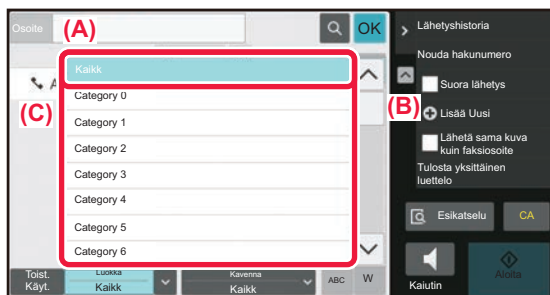 Osoite
(A)
OK
Kaikk
A
(C)
Category 0
Category 1
Category 2
Category 3
Category 4
Category 5
Category 6
Toist.
Käyt.
Luokka
Kaikk
Kavenna
Kaikk
ABC
W
Lähetyshistoria
Nouda hakunumero
Suora lähetys
(B)
Lisää Uusi
Lähetä sama kuva
kuin faksiosoite
Tulosta yksittäinen
luettelo
Esikatselu
CA
Kaiutin
Aloita